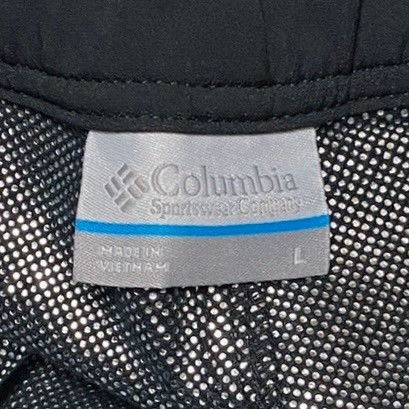 Columbia
Sportswear Company
MADE IN
VIETNAM
L